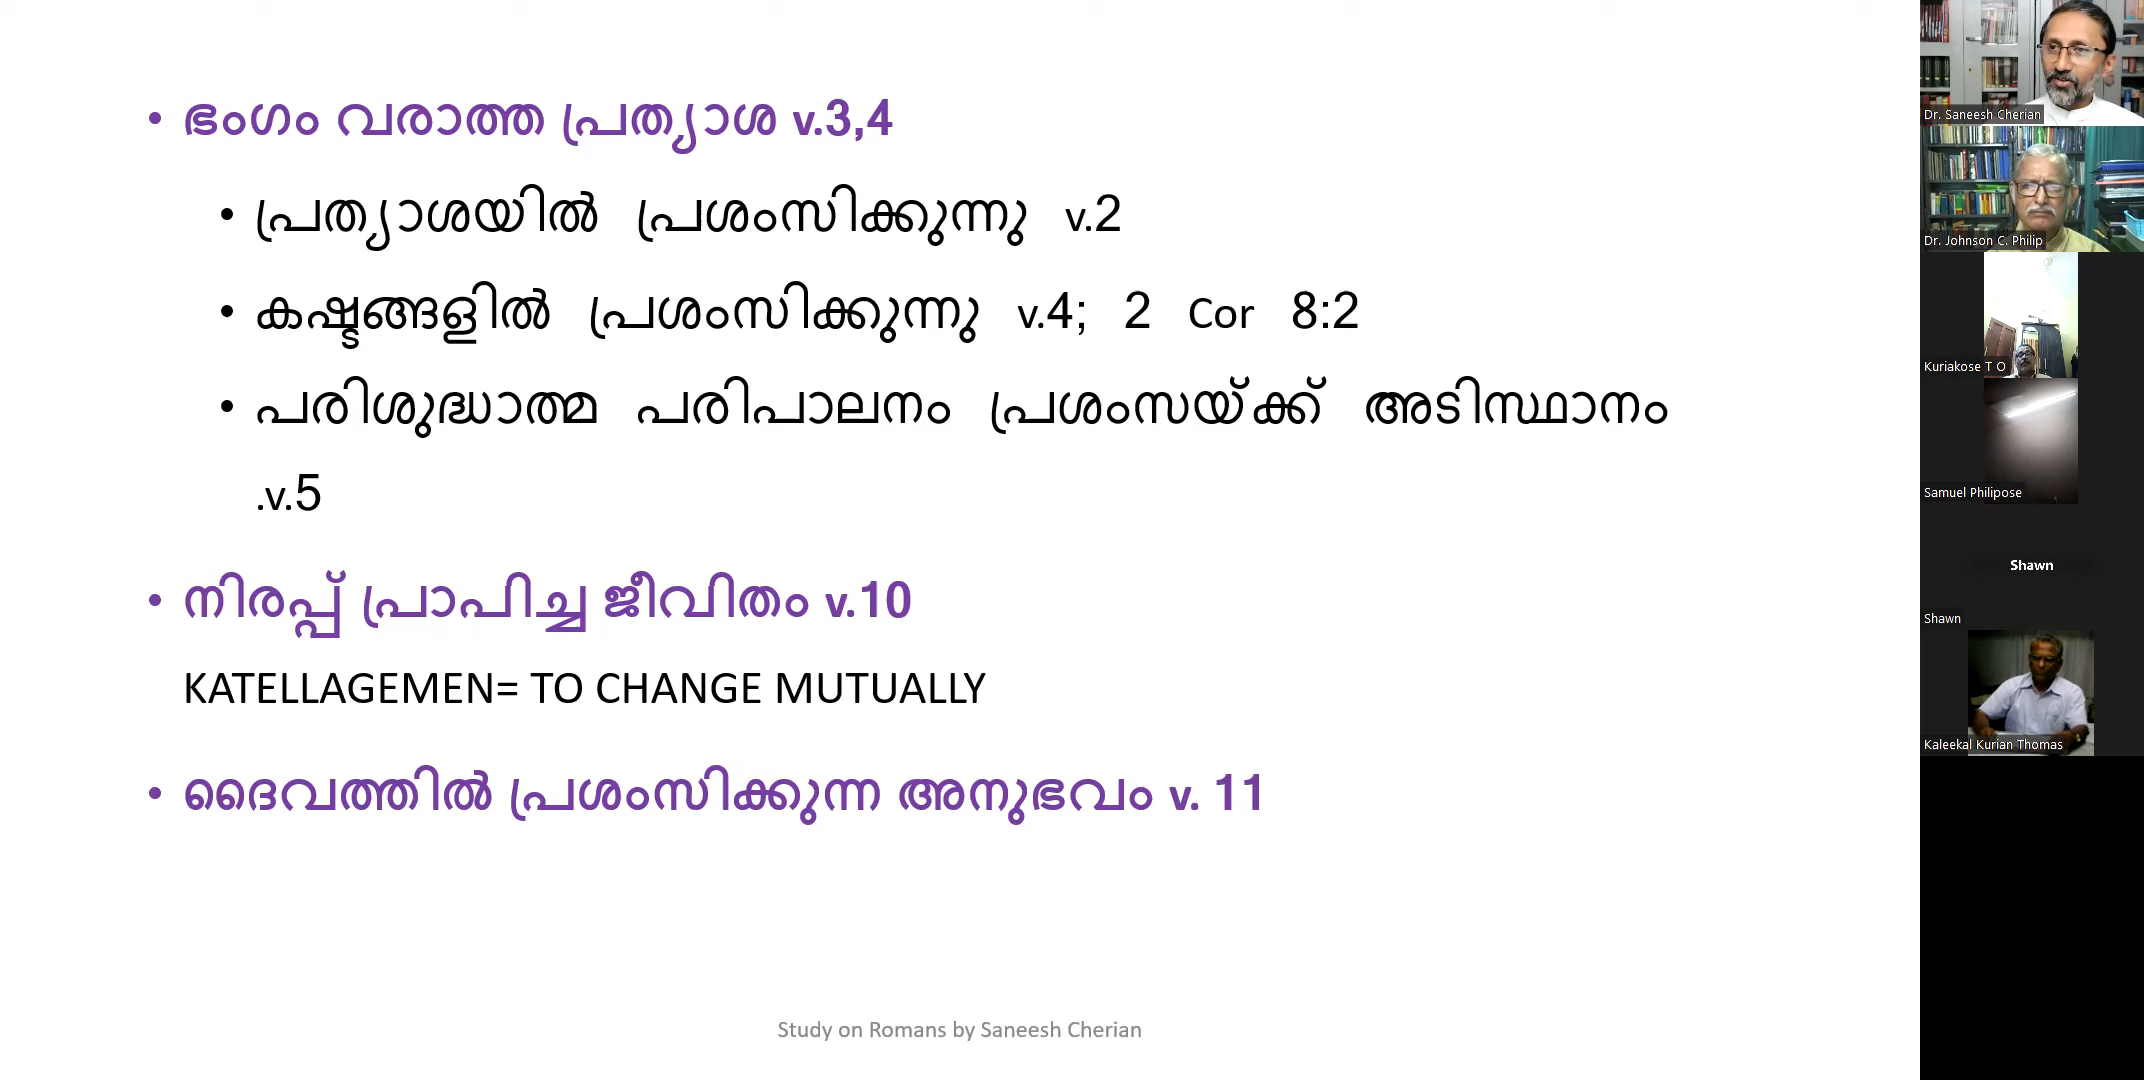 • ഭംഗം വരാത്ത പ്രത്യാശ v.3,4
• പ്രത്യാശയിൽ പ്രശംസിക്കുന്നു v.2
• കഷ്ടങ്ങളിൽ പ്രശംസിക്കുന്നു v.4; 2 Cor 8:2
• പരിശുദ്ധാത്മ പരിപാലനം പ്രശംസയ്ക്ക് അടിസ്ഥാനം
.v.5
• നിരപ്പ് പ്രാപിച്ച ജീവിതം v.10
KATELLAGEMEN= TO CHANGE MUTUALLY
• ദൈവത്തിൽ പ്രശംസിക്കുന്ന അനുഭവം v. 11
Study on Romans by Saneesh Cherian
Dr. Saneesh Cherian
Dr. Johnson C. Philip
Kuriakose T O
Samuel Philipose
Shawn
Shawn
Kaleekal Kurian Thomas